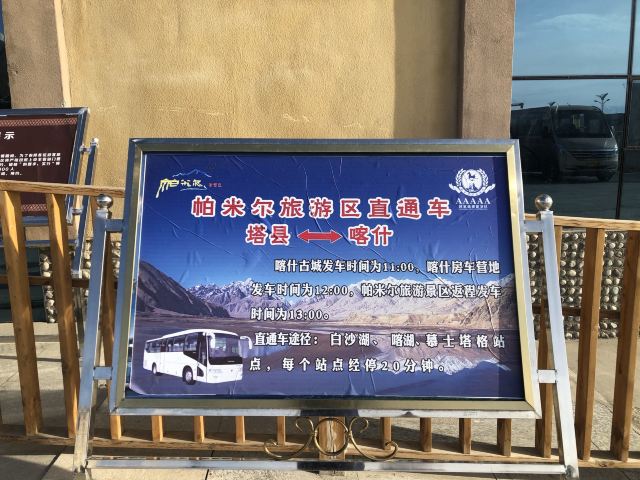 示
帕米尔
AAAAA
帕米尔旅游区直通车
塔县 ⟷ 喀什
喀什古城发车时间为11:00。喀什房车营地
发车时间为12:00。帕米尔旅游景区返程发车
时间为13:00。
直通车途径：白沙湖、喀湖、慕士塔格站
点，每个站点经停20分钟。